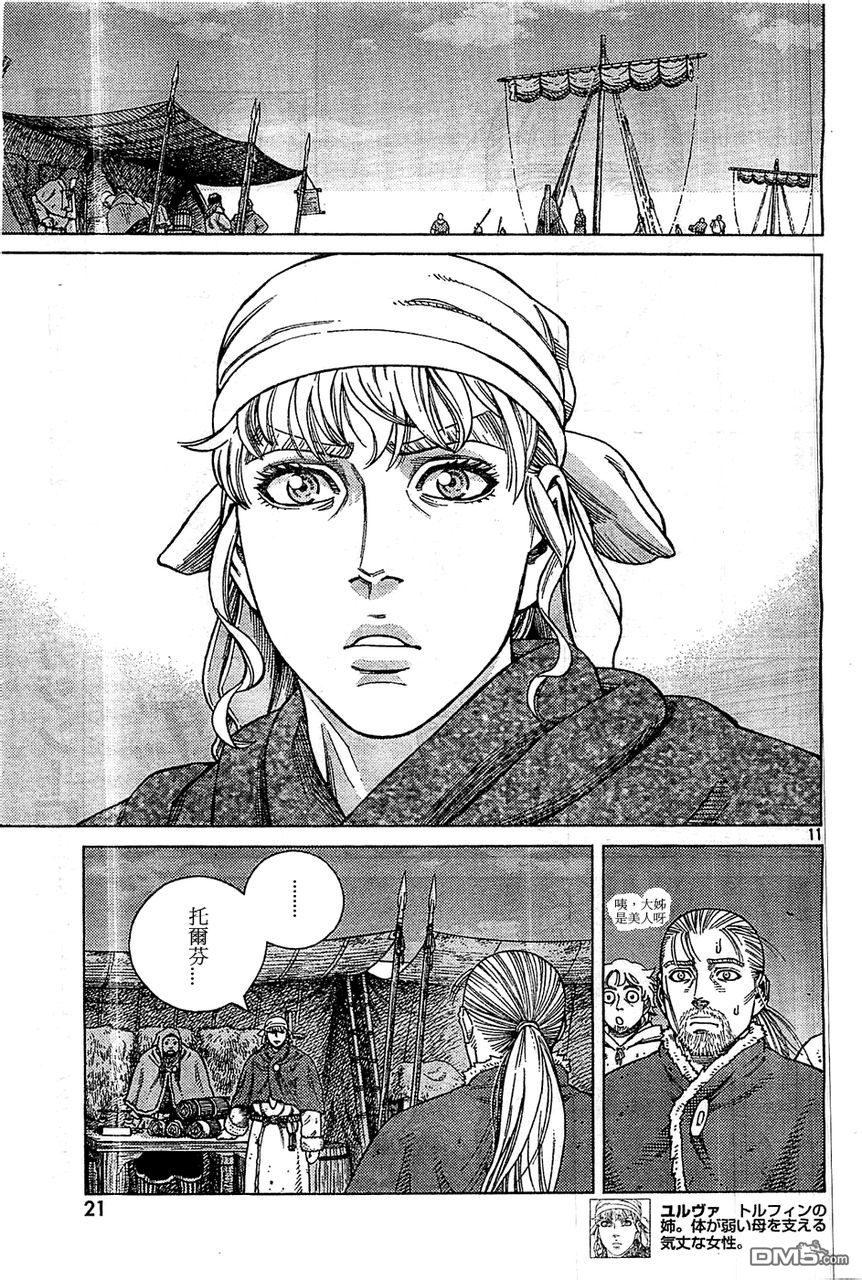 11
咦，大姊
是美人呀
……
托爾芬……
21
ユルヴァ　トルフィンの
姉。体が弱い母を支える
気丈な女性。
DM5.com